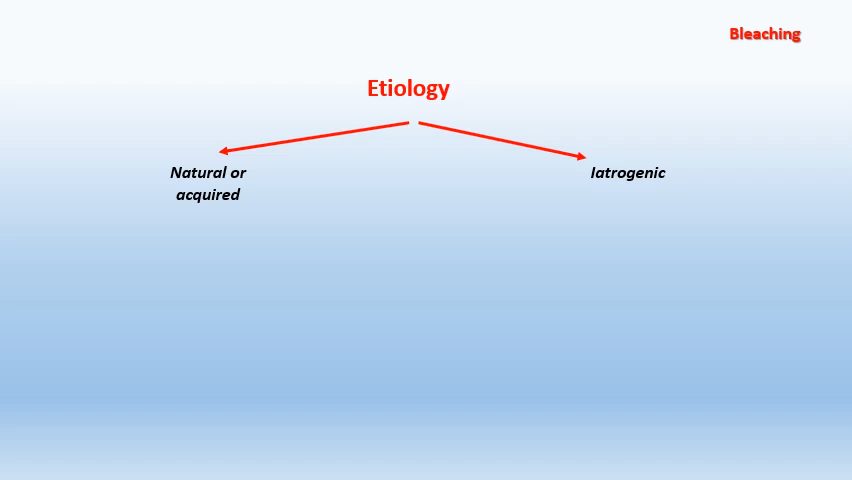 Bleaching
Etiology
Natural or
acquired
Iatrogenic